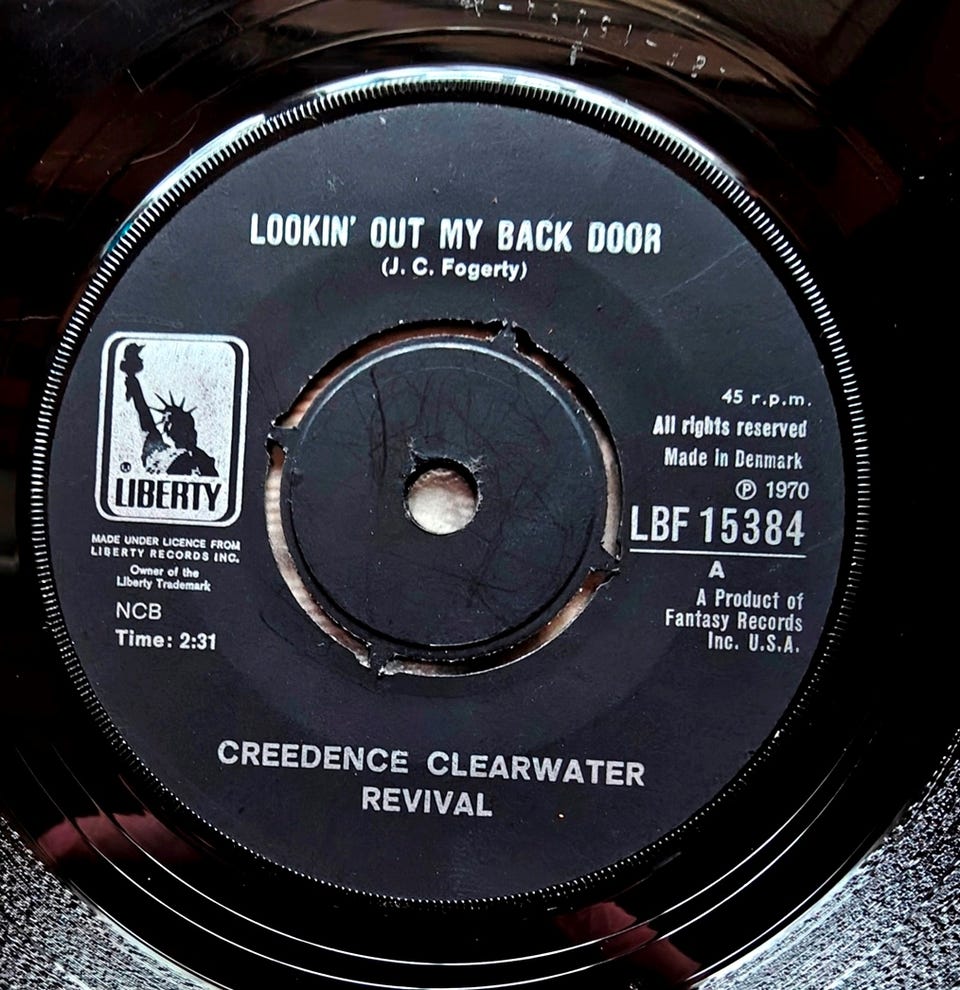 LOOKIN' OUT MY BACK DOOR
(J. C. Fogerty)
LIBERTY
MADE UNDER LICENCE FROM
LIBERTY RECORDS INC.
Owner of the
Liberty Trademark
NCB
Time: 2:31
45 r.p.m.
All rights reserved
Made in Denmark
Ⓟ 1970
LBF 15384
A
A Product of
Fantasy Records
Inc. U.S.A.
CREEDENCE CLEARWATER
REVIVAL